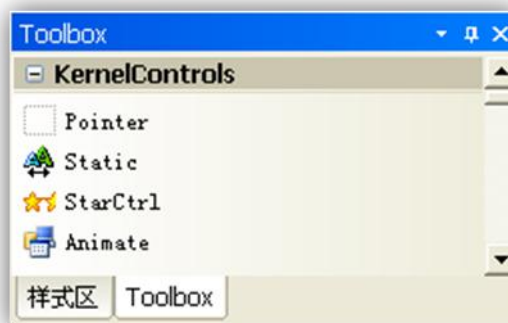 Toolbox
KernelControls
Pointer
Static
StarCtrl
Animate
样式区 Toolbox